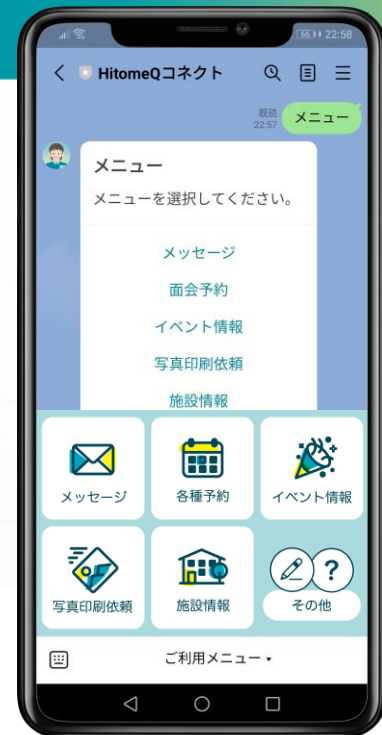 66 22:58
HitomeQコネクト
既読
22:57
メニュー
メニュー
メニューを選択してください。
メッセージ
面会予約
イベント情報
写真印刷依頼
施設情報
メッセージ
各種予約
イベント情報
写真印刷依頼
施設情報
?
その他
ご利用メニュー